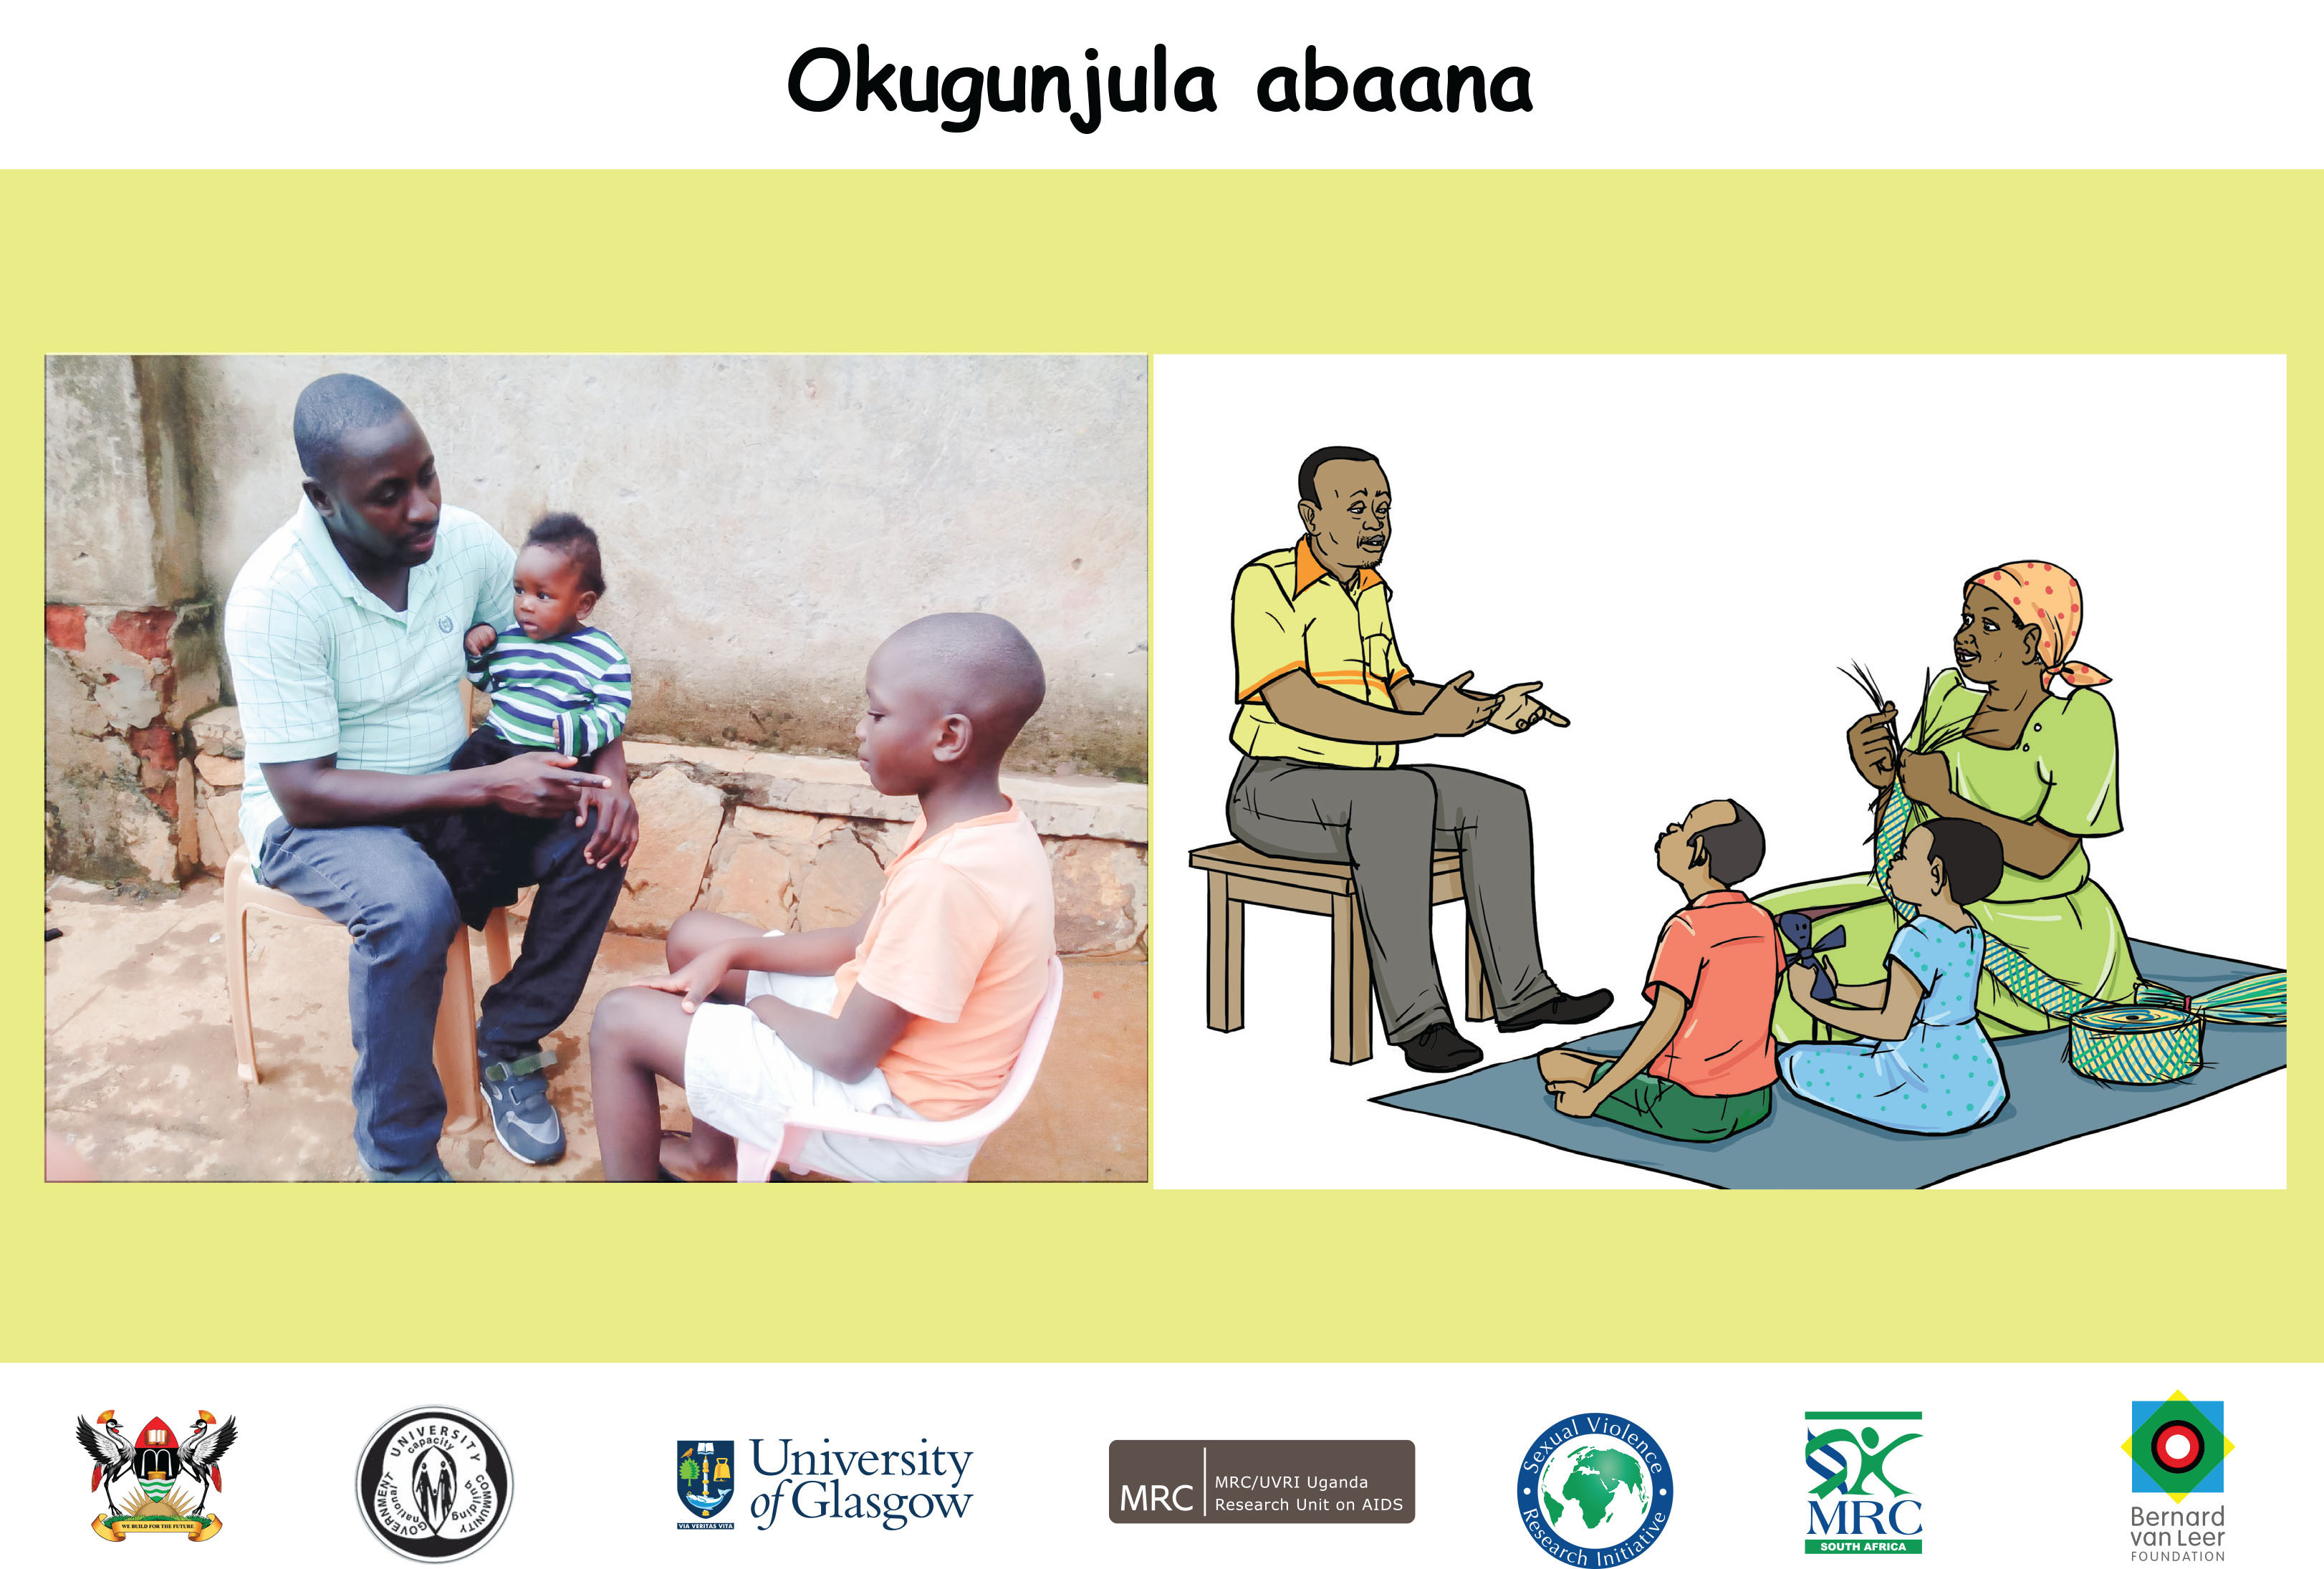 Okugunjula abaana
WE BUILD FOR THE FUTURE
UNIVERSITY
capacity
GOVERNMENT
national
COMMUNITY
building
University
of Glasgow
VIA VERITAS VITA
MRC
MRC/UVRI Uganda
Research Unit on AIDS
Sexual Violence
Research Initiative
MRC
SOUTH AFRICA
Bernard
van Leer
FOUNDATION